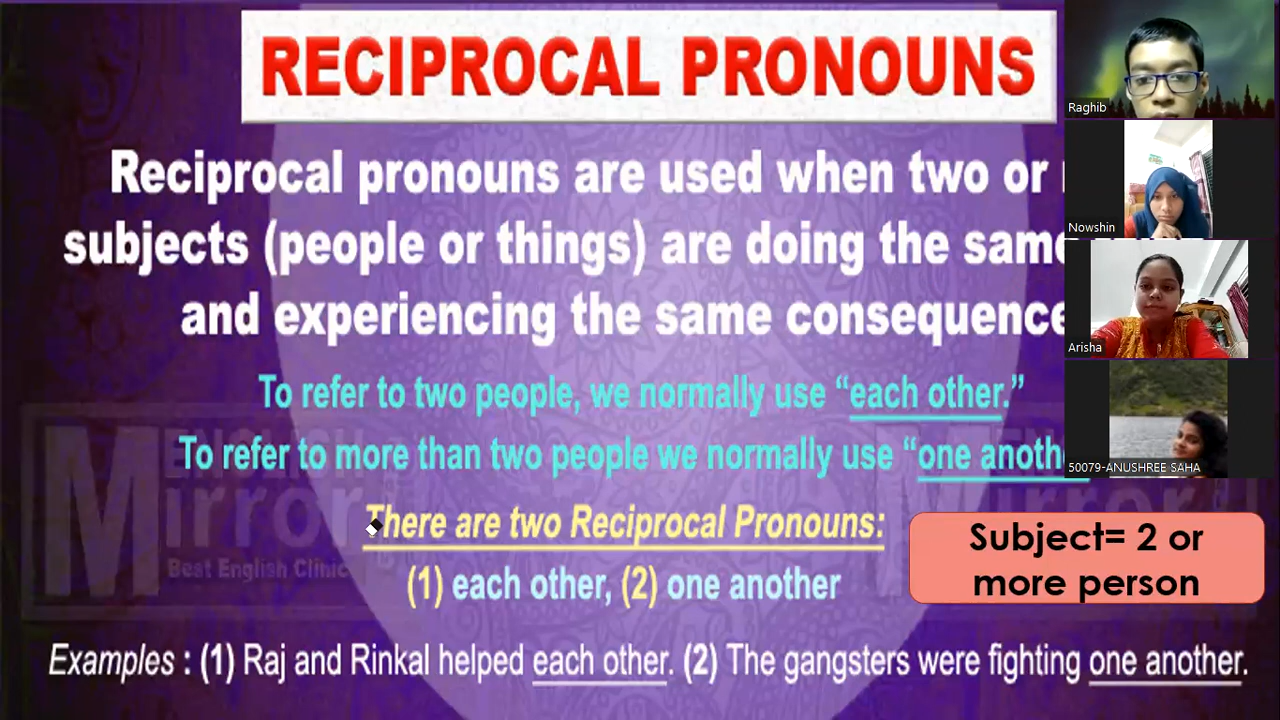 RECIPROCAL PRONOUNS
Reciprocal pronouns are used when two or
subjects (people or things) are doing the same
and experiencing the same consequence
To refer to two people, we normally use “each other.”
To refer to more than two people we normally use “one anoth
There are two Reciprocal Pronouns:
(1) each other, (2) one another
Examples : (1) Raj and Rinkal helped each other. (2) The gangsters were fighting one another.
Subject= 2 or
more person
Raghib
Nowshin
Arisha
50079-ANUSHREE SAHA
ENGLISH
Mirror
Best English Clinic
Mirror